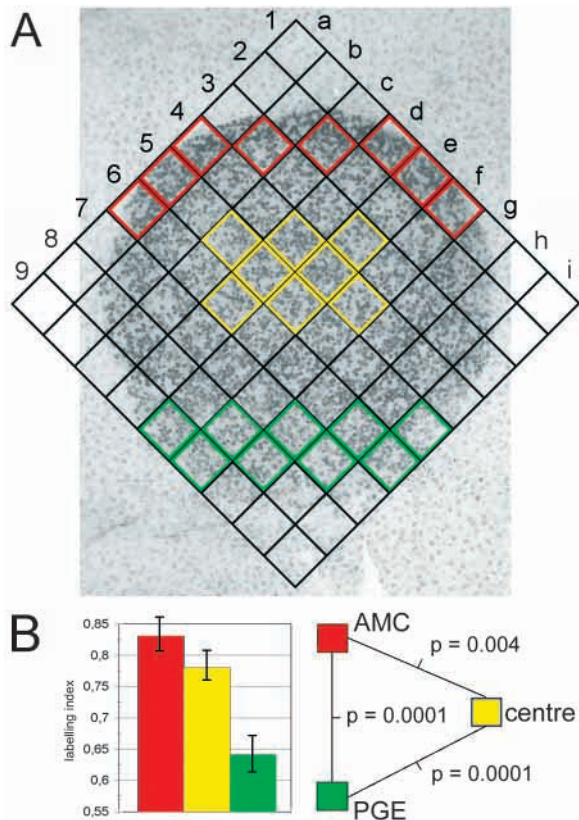 A
1 a
2 b
3 c
4 d
5 e
6 f
7 g
8 h
9 i
B
0,85
0,8
0,75
0,7
0,65
0,6
0,55
labelling index
AMC
p = 0.004
p = 0.0001
centre
p = 0.0001
PGE